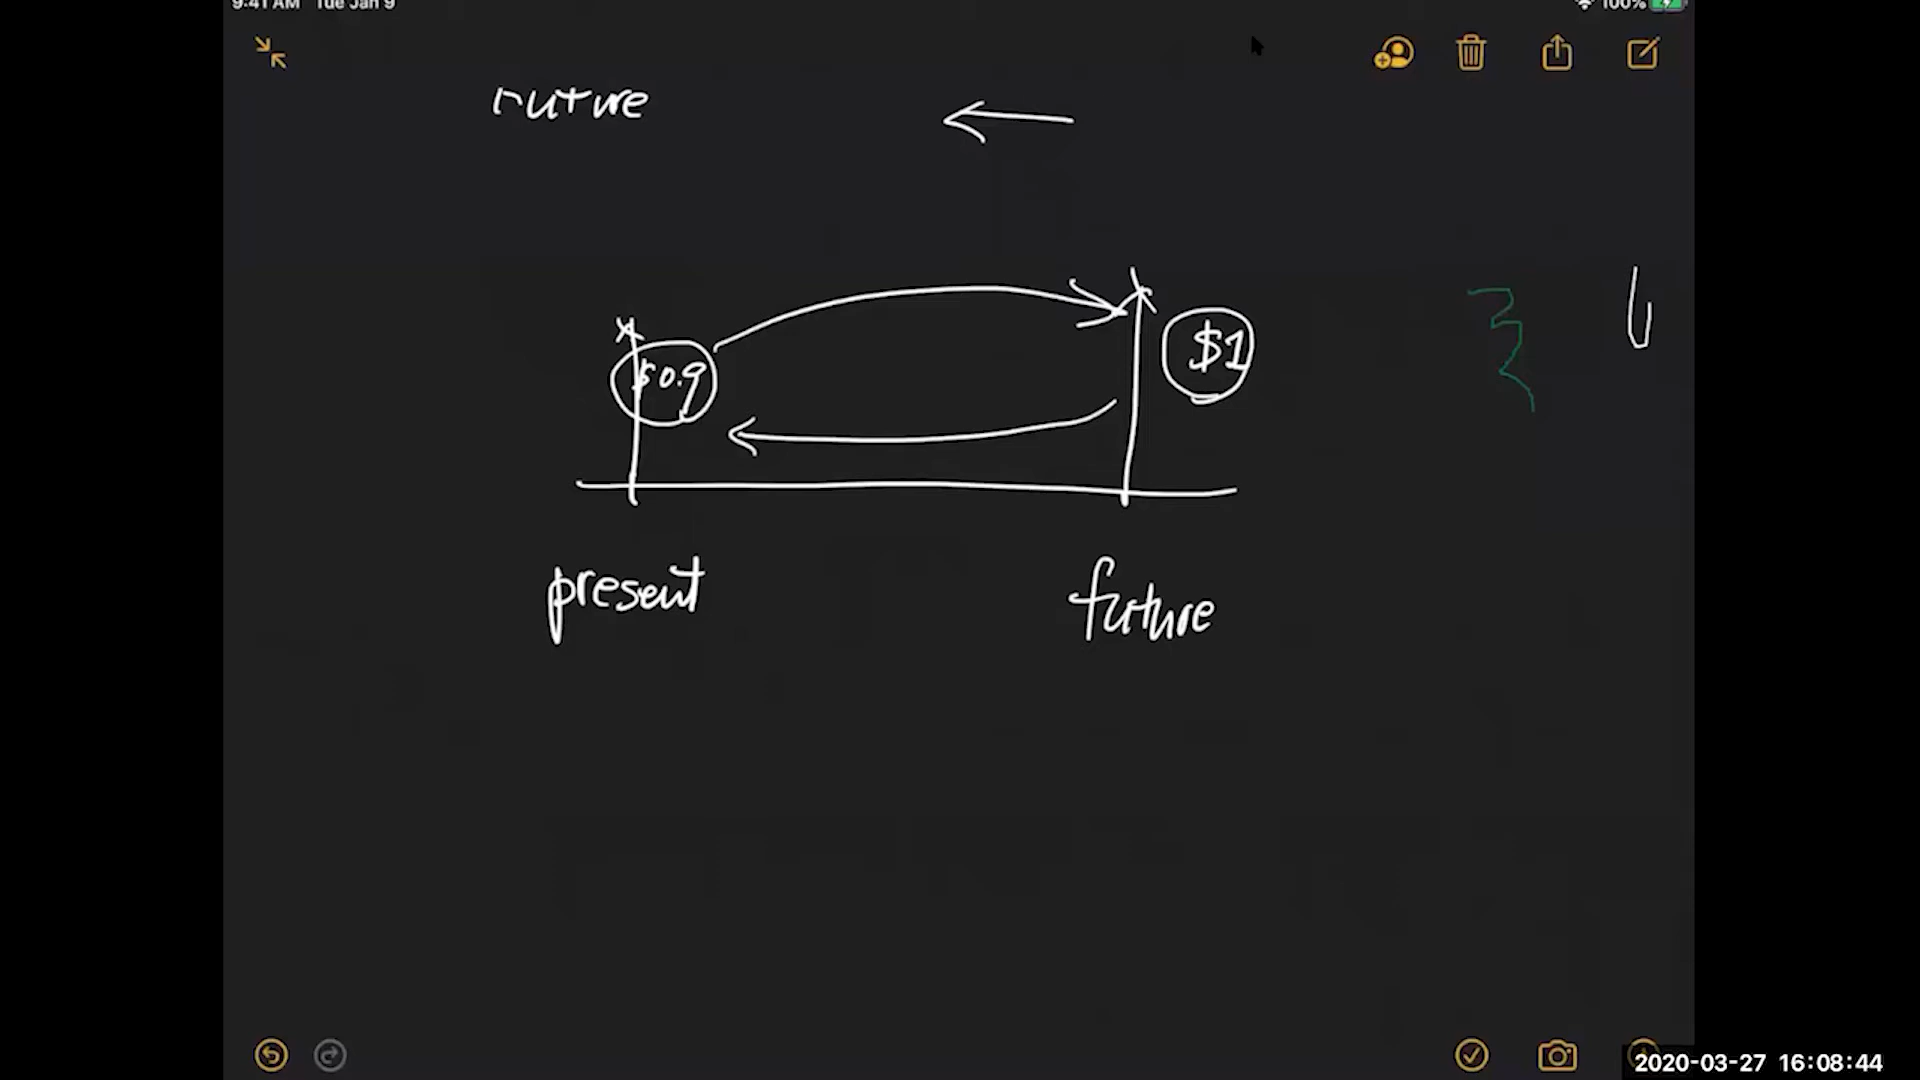 9:41 AM Tue Jan 9
100%
future
$0.9
$1
present
future
2020-03-27 16:08:44